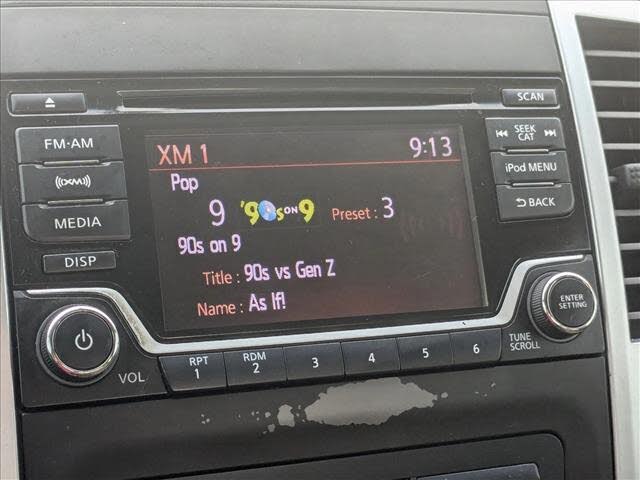 SCAN
FM·AM
XM 1
9:13
SEEK
CAT
Pop
(XM)
iPod MENU
9
'90s ON 9
Preset : 3
MEDIA
BACK
90s on 9
DISP
Title : 90s vs Gen Z
Name : As If!
ENTER
SETTING
VOL
RPT
1
RDM
2
3
4
5
6
TUNE
SCROLL